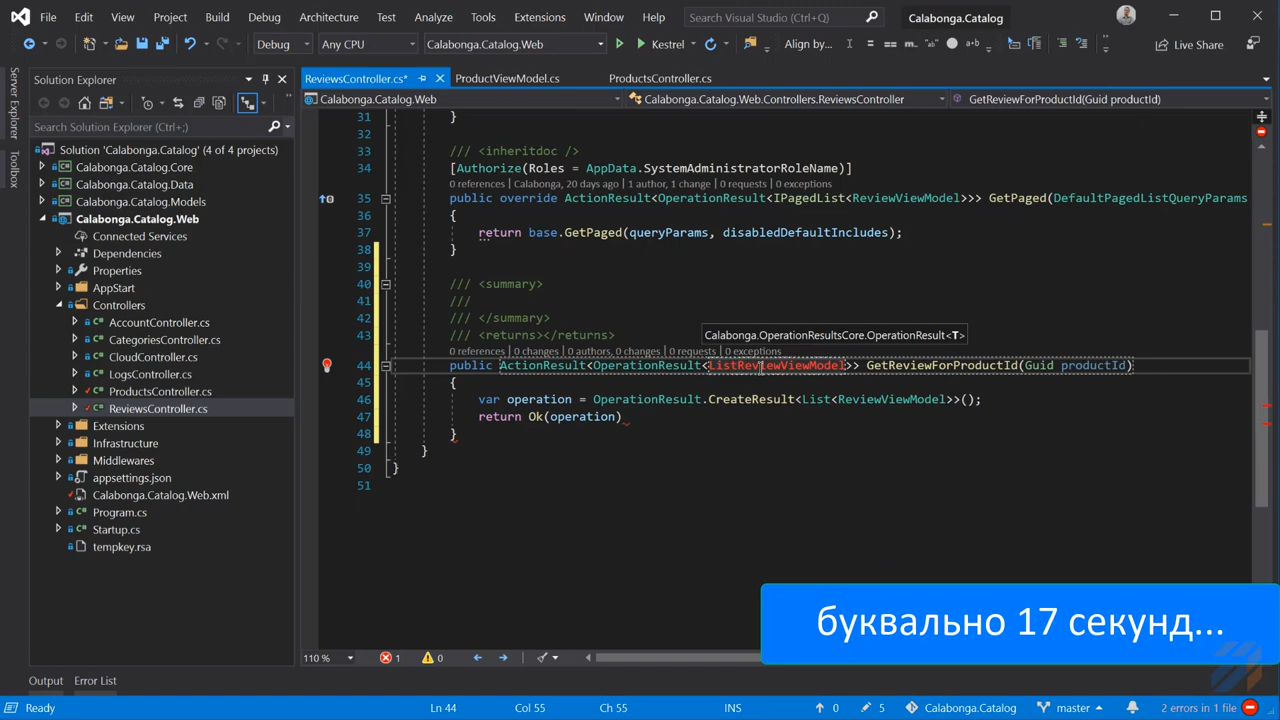 File Edit View Project Build Debug Architecture Test Analyze Tools Extensions Window Help Search Visual Studio (Ctrl+Q) Calabonga.Catalog
Debug Any CPU Calabonga.Catalog.Web Kestrel Align by... Live Share
Server Explorer
Toolbox
Solution Explorer
Search Solution Explorer (Ctrl+;)
Solution 'Calabonga.Catalog' (4 of 4 projects)
Calabonga.Catalog.Core
Calabonga.Catalog.Data
Calabonga.Catalog.Models
Calabonga.Catalog.Web
Connected Services
Dependencies
Properties
AppStart
Controllers
AccountController.cs
CategoriesController.cs
CloudController.cs
LogsController.cs
ProductsController.cs
ReviewsController.cs
Extensions
Infrastructure
Middlewares
appsettings.json
Calabonga.Catalog.Web.xml
Program.cs
Startup.cs
tempkey.rsa
ReviewsController.cs* ProductViewModel.cs ProductsController.cs
Calabonga.Catalog.Web Calabonga.Catalog.Web.Controllers.ReviewsController GetReviewForProductId(Guid productId)
31 }
32
33 /// <inheritdoc />
34 [Authorize(Roles = AppData.SystemAdministratorRoleName)]
0 references | Calabonga, 20 days ago | 1 author, 1 change | 0 requests | 0 exceptions
35 public override ActionResult<OperationResult<IPagedList<ReviewViewModel>>> GetPaged(DefaultPagedListQueryParams
36 {
37 return base.GetPaged(queryParams, disabledDefaultIncludes);
38 }
39
40 /// <summary>
41 ///
42 /// </summary>
43 /// <returns></returns>
Calabonga.OperationResultsCore.OperationResult<T>
0 references | 0 changes | 0 authors, 0 changes | 0 requests | 0 exceptions
44 public ActionResult<OperationResult<ListReviewViewModel>> GetReviewForProductId(Guid productId)
45 {
46 var operation = OperationResult.CreateResult<List<ReviewViewModel>>();
47 return Ok(operation)
48 }
49 }
50 }
51
буквально 17 секунд...
110 % 1 0
Output Error List
Ready Ln 44 Col 55 Ch 55 INS 0 5 Calabonga.Catalog master 2 errors in 1 file